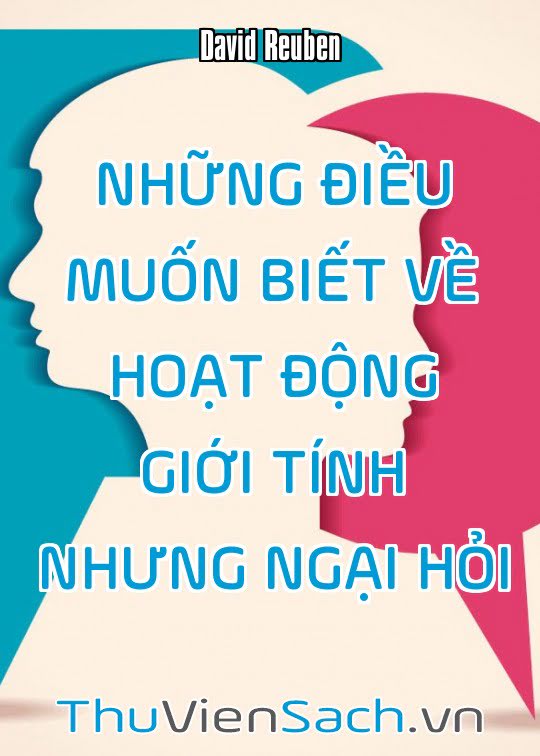 David Reuben
NHỮNG ĐIỀU
MUỐN BIẾT VỀ
HOẠT ĐỘNG
GIỚI TÍNH
NHƯNG NGẠI HỎI
ThuVienSach.vn